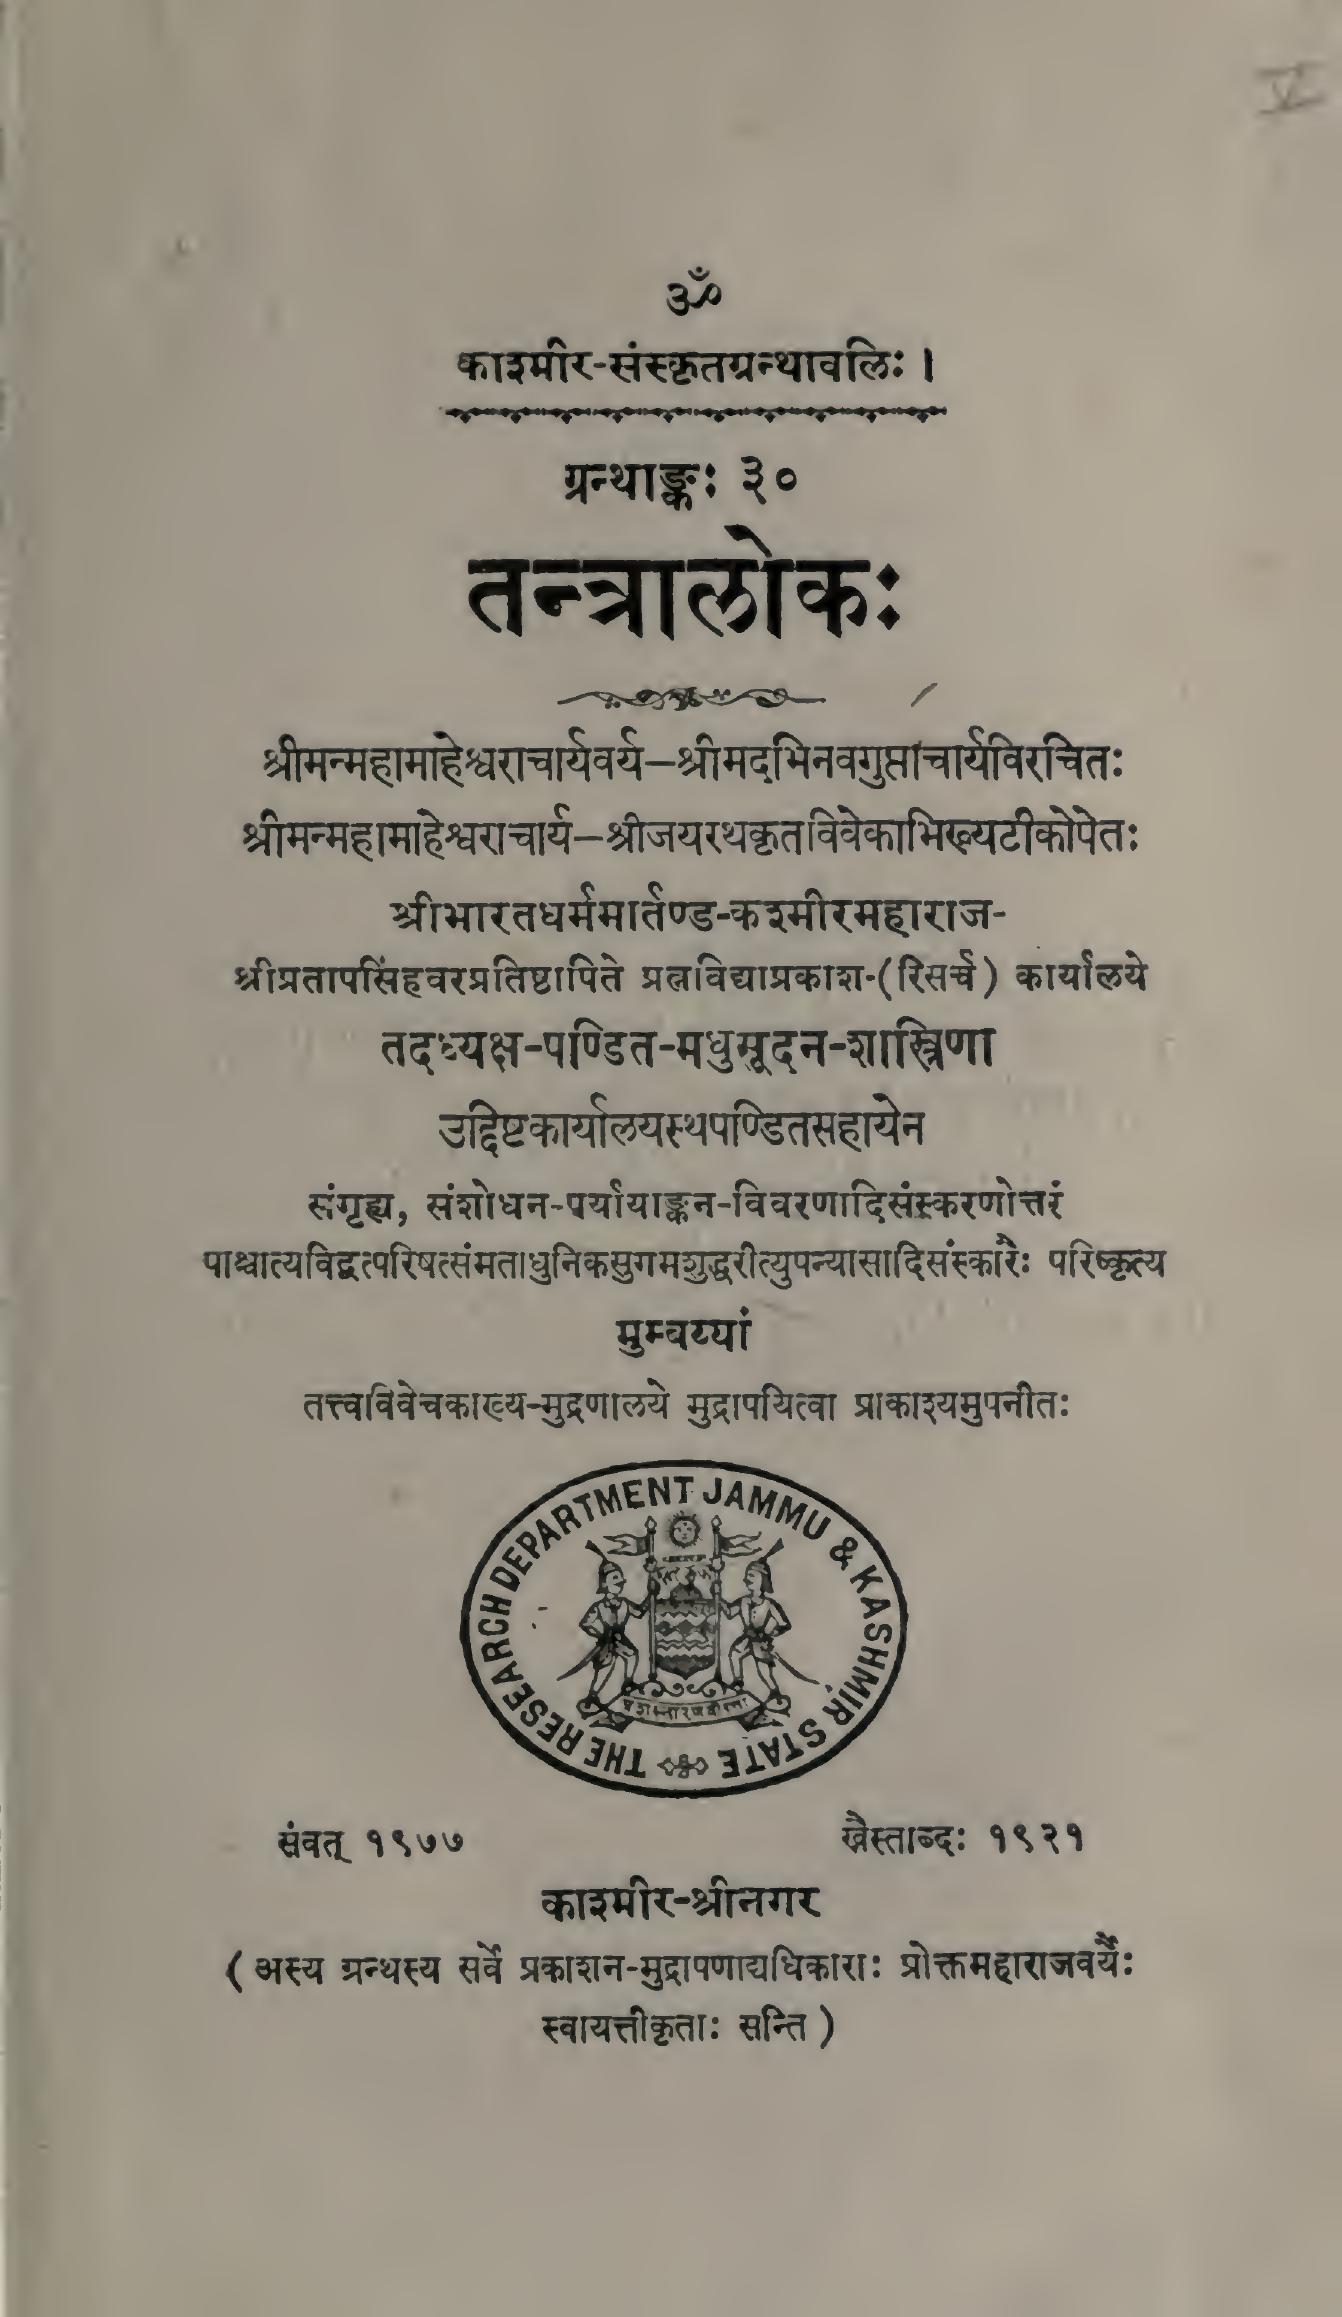 V
ॐ
काश्मीर-संस्कृतग्रन्थावलिः ।
ग्रन्थाङ्कः ३०
तन्त्रालोकः
श्रीमन्महामाहेश्वराचार्यवर्य—श्रीमदभिनवगुप्ताचार्यविरचितः
श्रीमन्महामाहेश्वराचार्य—श्रीजयरथकृतविवेकाभिख्यटीकोपेतः
श्रीभारतधर्ममार्तण्ड-कश्मीरमहाराज-
श्रीप्रतापसिंहवरप्रतिष्टापिते प्रत्नविद्याप्रकाश-(रिसर्च) कार्यालये
तदध्यक्ष-पण्डित-मधुसूदन-शास्त्रिणा
उद्दिष्टकार्यालयस्थपण्डितसहायेन
संगृह्य, संशोधन-पर्यायाङ्कन-विवरणादिसंस्करणोत्तरं
पाश्चात्यविद्वत्परिषत्संमताधुनिकसुगमशुद्धरीत्युपन्यासादिसंस्कारैः परिष्कृत्य
मुम्बय्यां
तत्त्वविवेचकाख्य-मुद्रणालये मुद्रापयित्वा प्राकाश्यमुपनीतः
THE RESEARCH DEPARTMENT JAMMU & KASHMIR STATE
संवत् १९७७ ख्रैस्ताब्दः १९२१
काश्मीर-श्रीनगर
(अस्य ग्रन्थस्य सर्वे प्रकाशन-मुद्रापणाद्यधिकाराः प्रोक्तमहाराजवर्यैः
स्वायत्तीकृताः सन्ति)